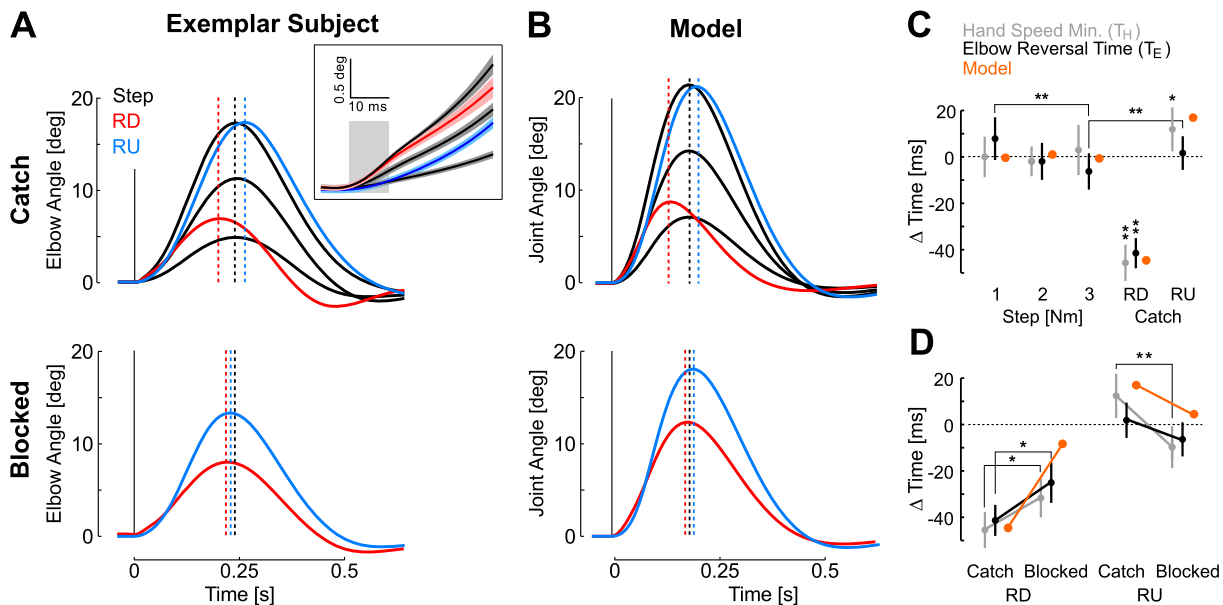 A
Exemplar Subject
Step
RD
RU
0.5 deg
10 ms
Catch
Elbow Angle [deg]
20
10
0
B
Model
Joint Angle [deg]
20
10
0
Blocked
Elbow Angle [deg]
20
10
0
0
0.25
0.5
Time [s]
Joint Angle [deg]
20
10
0
0
0.25
0.5
Time [s]
C
Hand Speed Min. (TH)
Elbow Reversal Time (TE)
Model
Δ Time [ms]
20
0
-20
-40
**
**
*
**
**
1 2 3 RD RU
Step [Nm] Catch
D
Δ Time [ms]
20
0
-20
-40
**
*
*
Catch Blocked Catch Blocked
RD RU